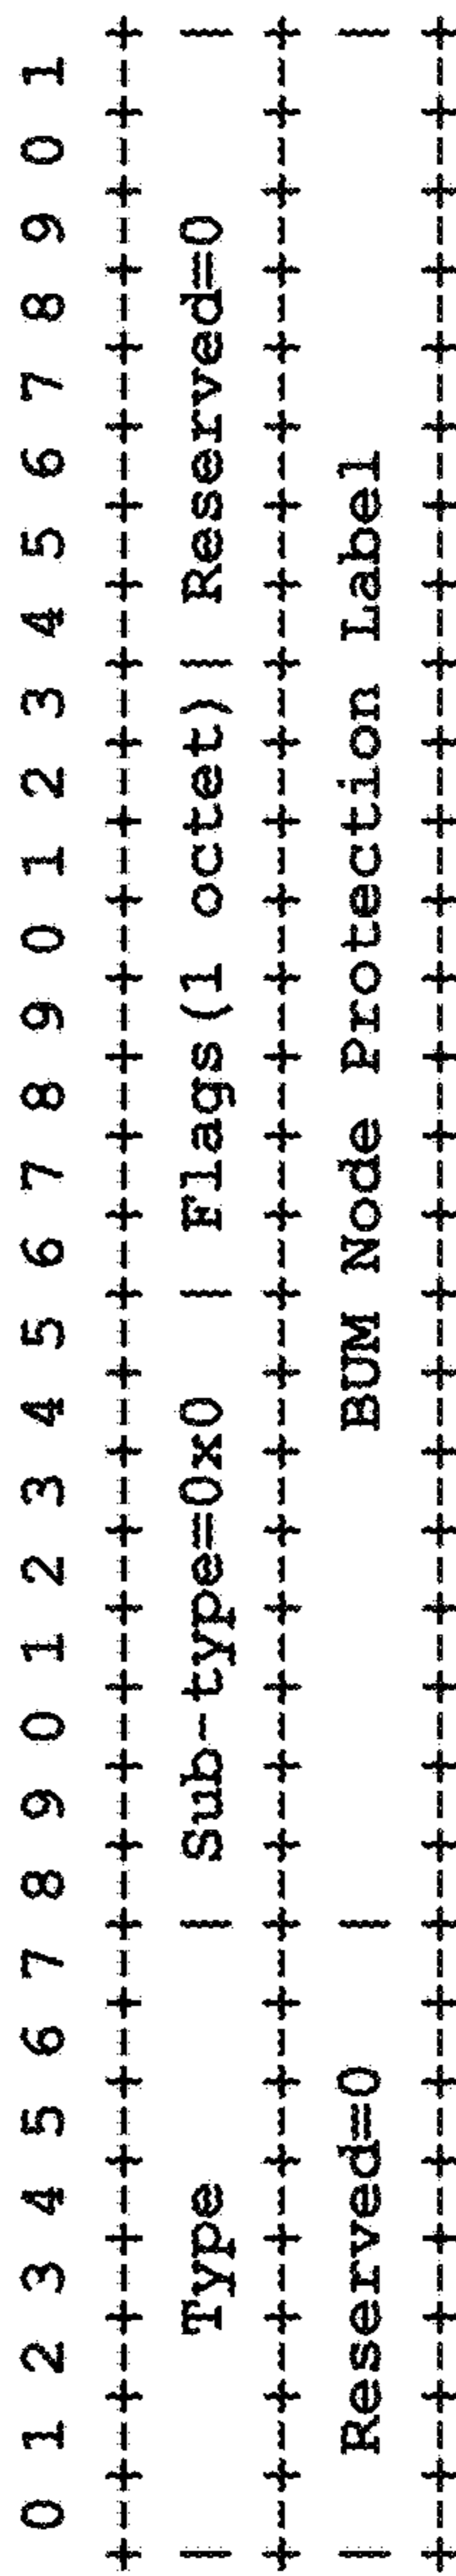 0 1 2 3 4 5 6 7 8 9 0 1 2 3 4 5 6 7 8 9 0 1 2 3 4 5 6 7 8 9 0 1
+-+-+-+-+-+-+-+-+-+-+-+-+-+-+-+-+-+-+-+-+-+-+-+-+-+-+-+-+-+-+-+-+
| Type | Sub-type=0x0 | Flags(1 octet)| Reserved=0 |
+-+-+-+-+-+-+-+-+-+-+-+-+-+-+-+-+-+-+-+-+-+-+-+-+-+-+-+-+-+-+-+-+
| Reserved=0 | BUM Node Protection Label |
+-+-+-+-+-+-+-+-+-+-+-+-+-+-+-+-+-+-+-+-+-+-+-+-+-+-+-+-+-+-+-+-+